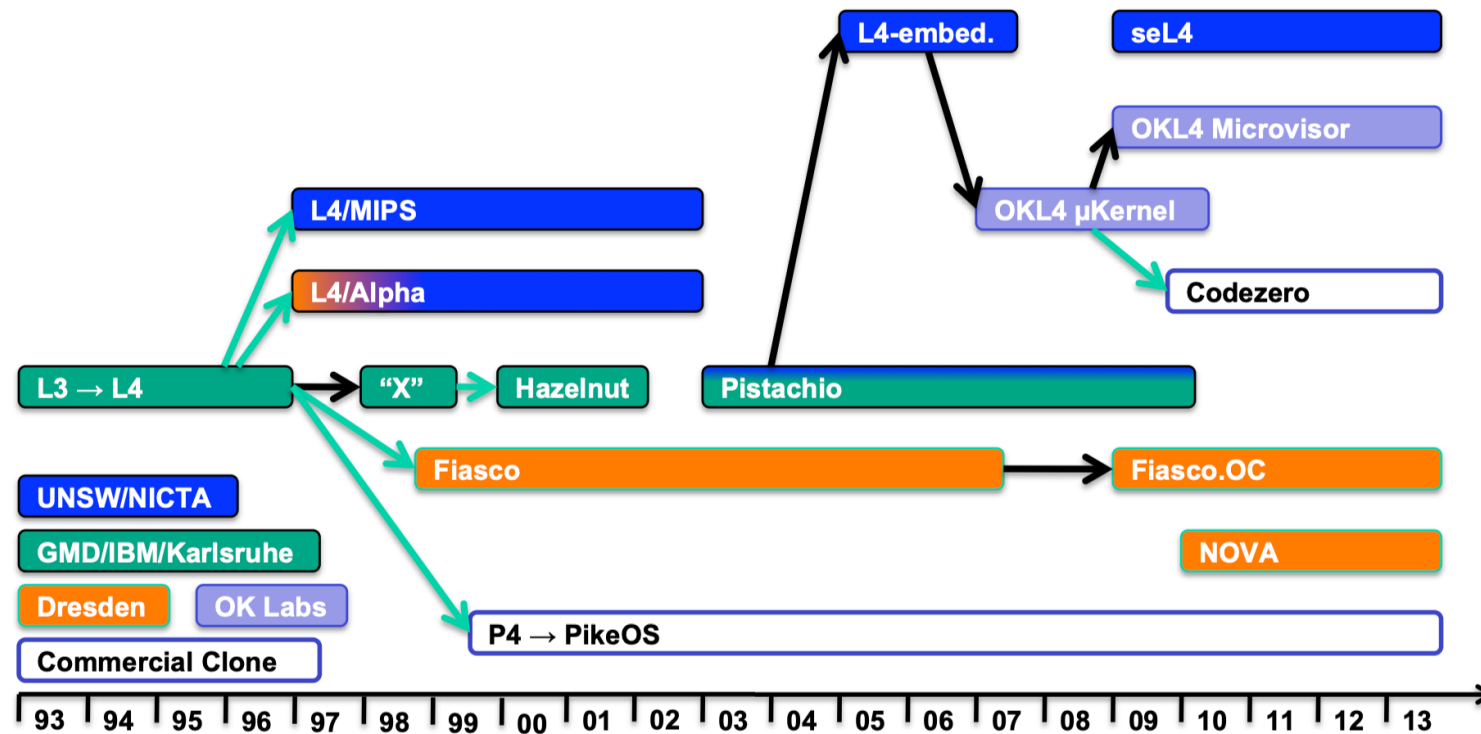 L4-embed.
seL4
OKL4 Microvisor
L4/MIPS
OKL4 µKernel
L4/Alpha
Codezero
L3 → L4
“X”
Hazelnut
Pistachio
Fiasco
Fiasco.OC
UNSW/NICTA
GMD/IBM/Karlsruhe
NOVA
Dresden
OK Labs
P4 → PikeOS
Commercial Clone
93 94 95 96 97 98 99 00 01 02 03 04 05 06 07 08 09 10 11 12 13